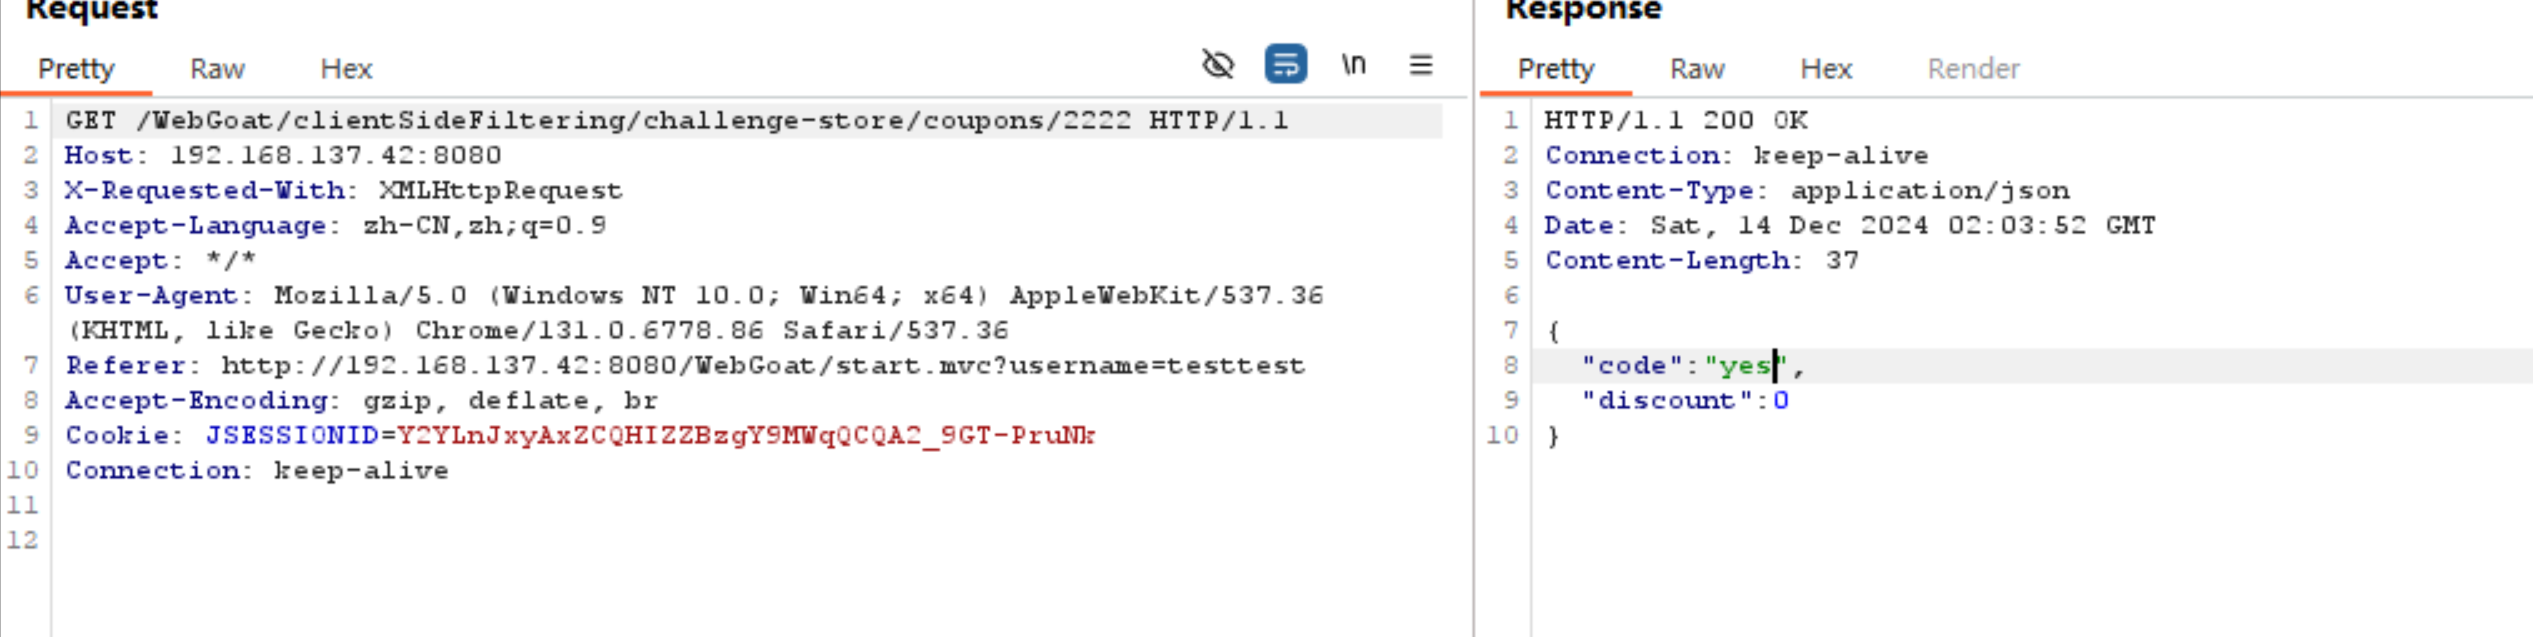 Request
Pretty Raw Hex \n
1 GET /WebGoat/clientSideFiltering/challenge-store/coupons/2222 HTTP/1.1
2 Host: 192.168.137.42:8080
3 X-Requested-With: XMLHttpRequest
4 Accept-Language: zh-CN,zh;q=0.9
5 Accept: */*
6 User-Agent: Mozilla/5.0 (Windows NT 10.0; Win64; x64) AppleWebKit/537.36
(KHTML, like Gecko) Chrome/131.0.6778.86 Safari/537.36
7 Referer: http://192.168.137.42:8080/WebGoat/start.mvc?username=testtest
8 Accept-Encoding: gzip, deflate, br
9 Cookie: JSESSIONID=Y2YLnJxyAxZCQHIZZBzgY9MWqQCQA2_9GT-PruNk
10 Connection: keep-alive
11
12
Response
Pretty Raw Hex Render
1 HTTP/1.1 200 OK
2 Connection: keep-alive
3 Content-Type: application/json
4 Date: Sat, 14 Dec 2024 02:03:52 GMT
5 Content-Length: 37
6
7 {
8 "code":"yes",
9 "discount":0
10 }